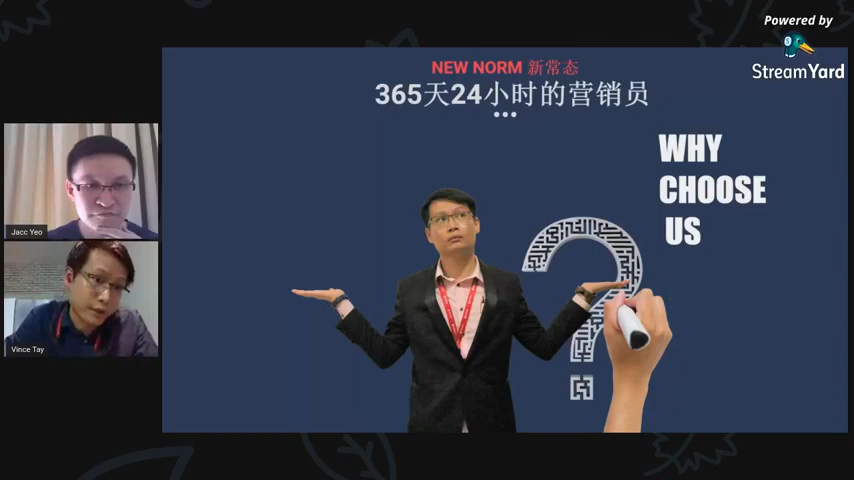 Powered by
StreamYard
NEW NORM 新常态
365天24小时的营销员
WHY
CHOOSE
US
Jacc Yeo
Vince Tay